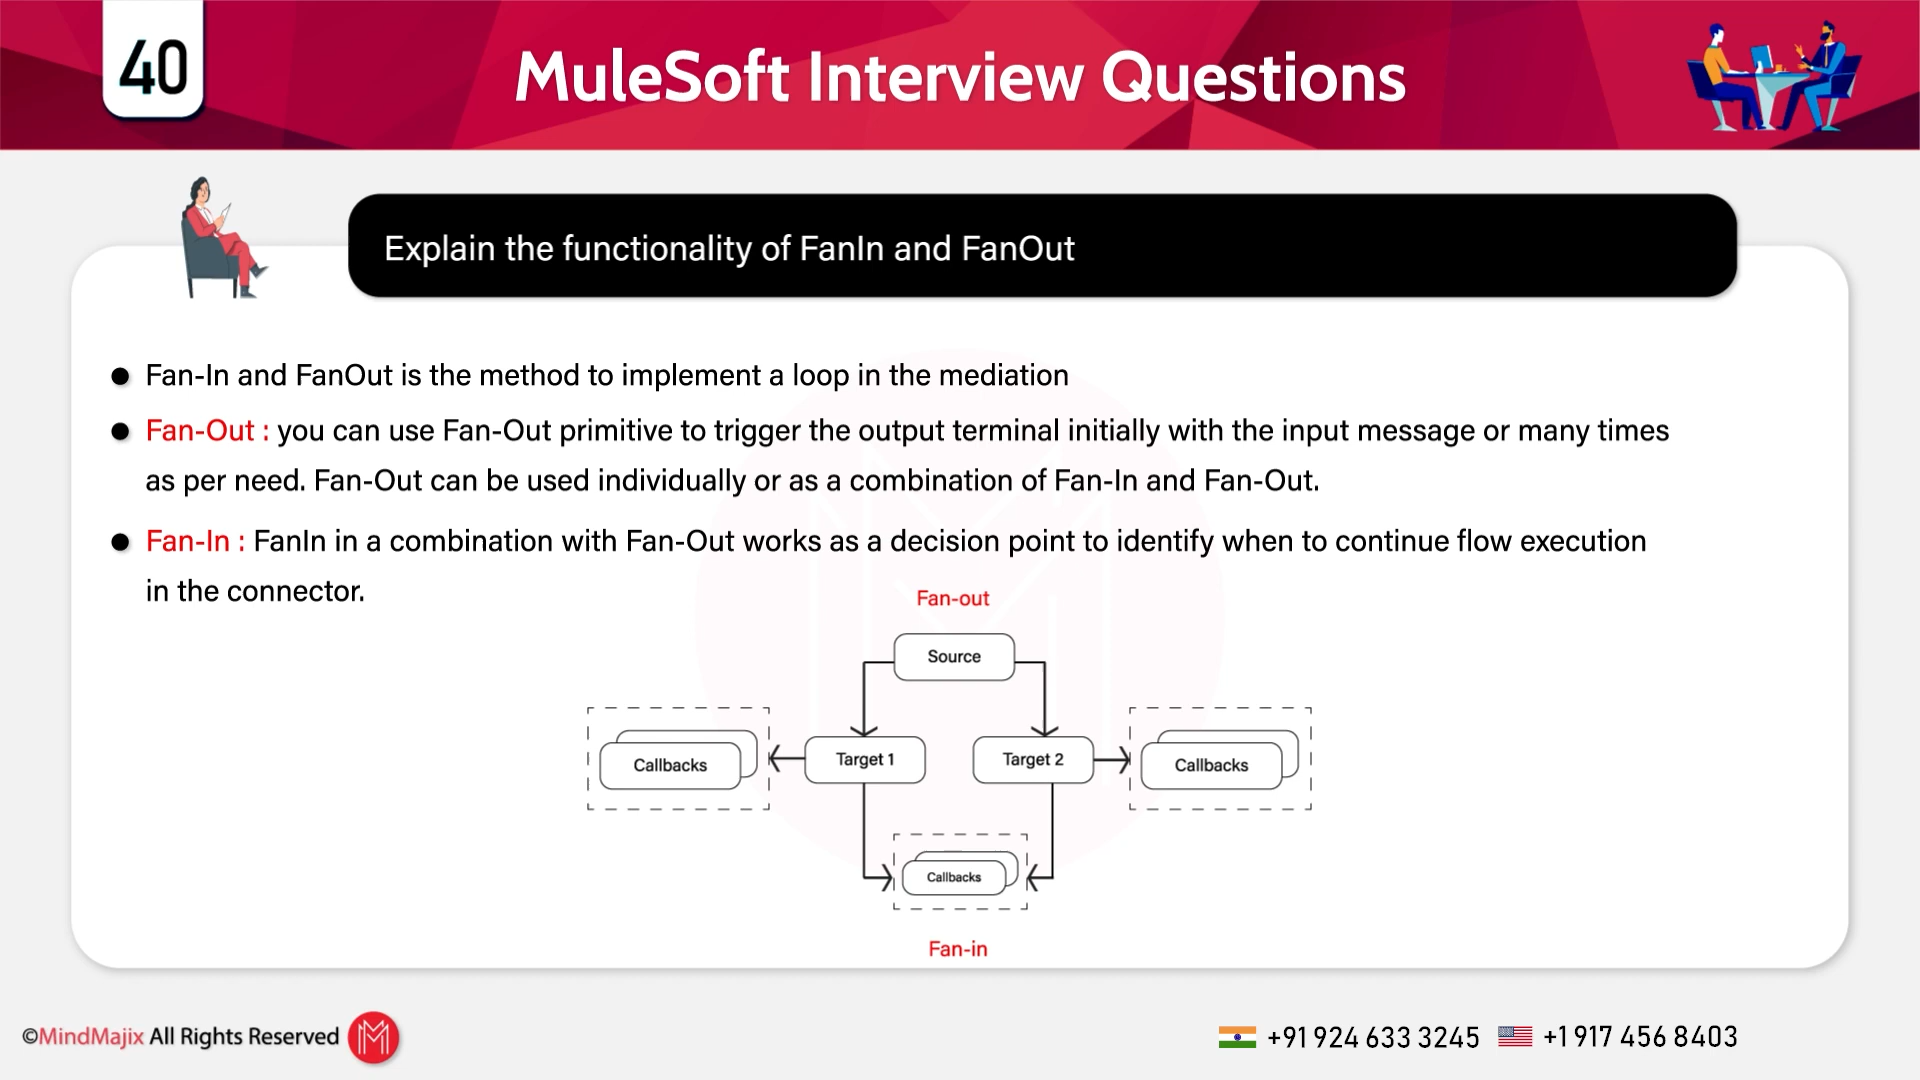 40
MuleSoft Interview Questions
Explain the functionality of FanIn and FanOut
● Fan-In and FanOut is the method to implement a loop in the mediation
● Fan-Out : you can use Fan-Out primitive to trigger the output terminal initially with the input message or many times
as per need. Fan-Out can be used individually or as a combination of Fan-In and Fan-Out.
● Fan-In : FanIn in a combination with Fan-Out works as a decision point to identify when to continue flow execution
in the connector.
Fan-out
Source
Callbacks
Target 1
Target 2
Callbacks
Callbacks
Fan-in
©MindMajix All Rights Reserved
+91 924 633 3245
+1 917 456 8403